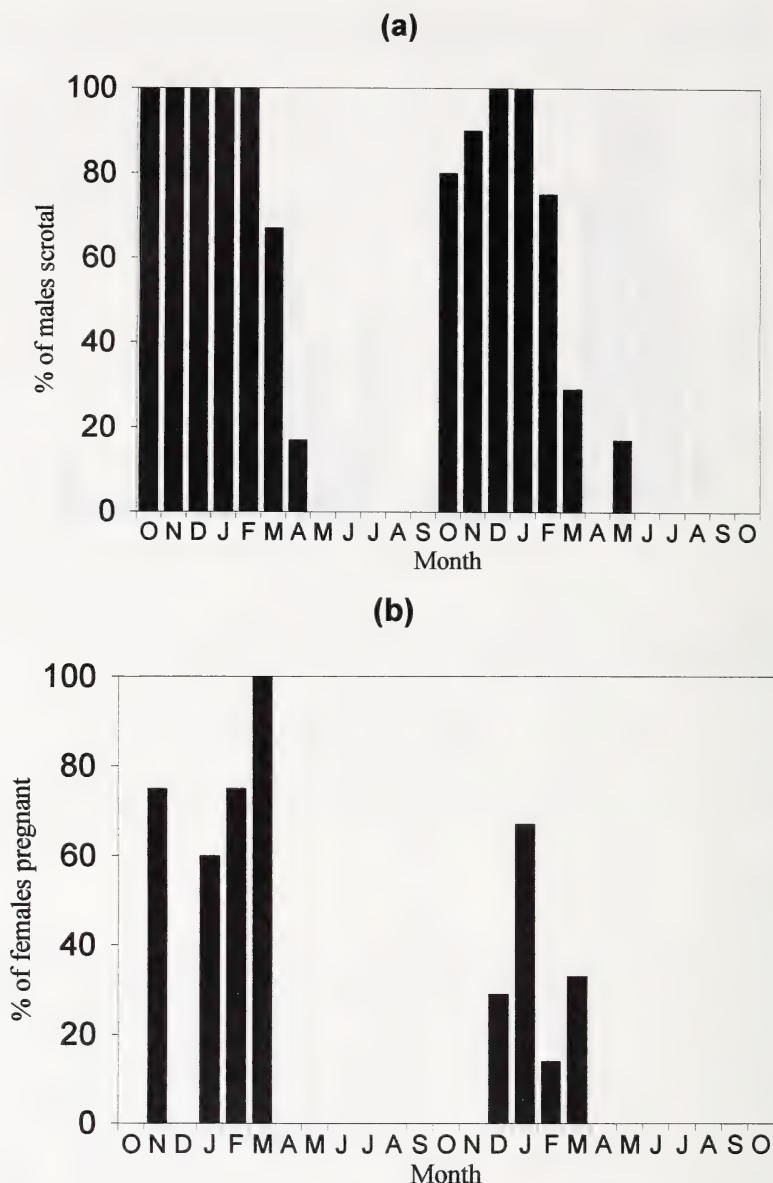 (a)
100
80
60
40
20
0
% of males scrotal
O N D J F M A M J J A S O N D J F M A M J J A S O
Month
(b)
100
80
60
40
20
0
% of females pregnant
O N D J F M A M J J A S O N D J F M A M J J A S O
Month